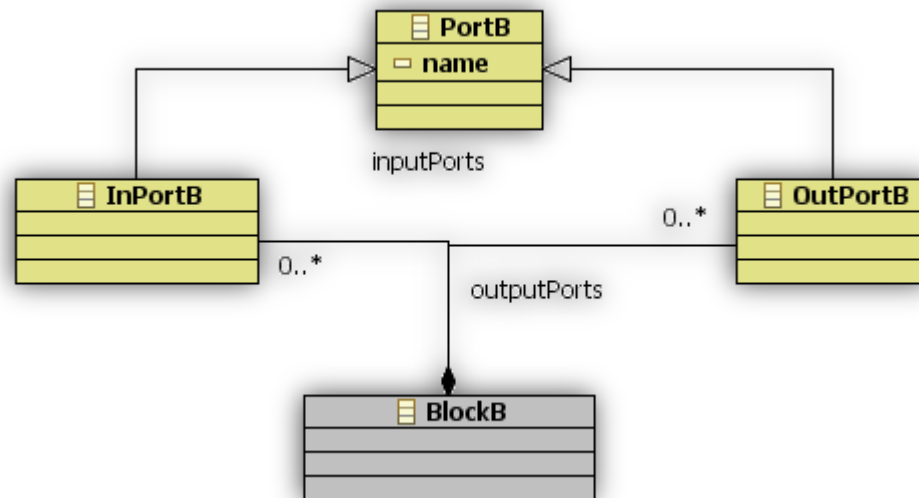 PortB
name
inputPorts
InPortB
OutPortB
0..*
0..*
outputPorts
BlockB